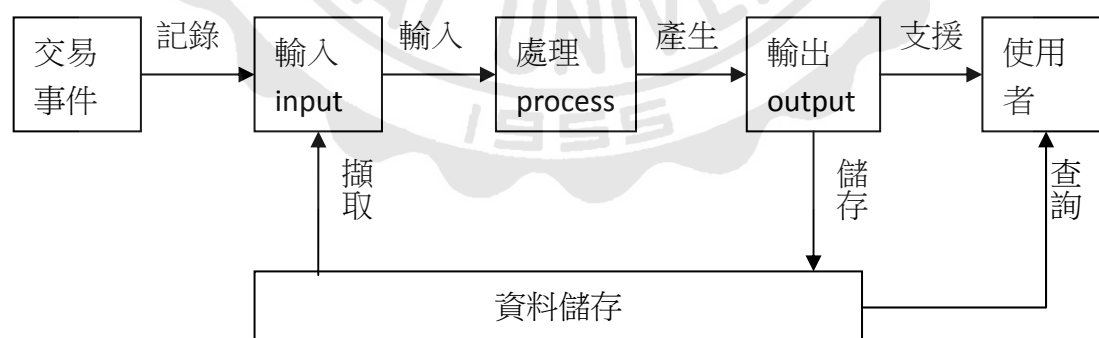 交易
事件
記錄
輸入
input
輸入
處理
process
產生
輸出
output
支援
使用
者
擷取
儲存
查詢
資料儲存
1955